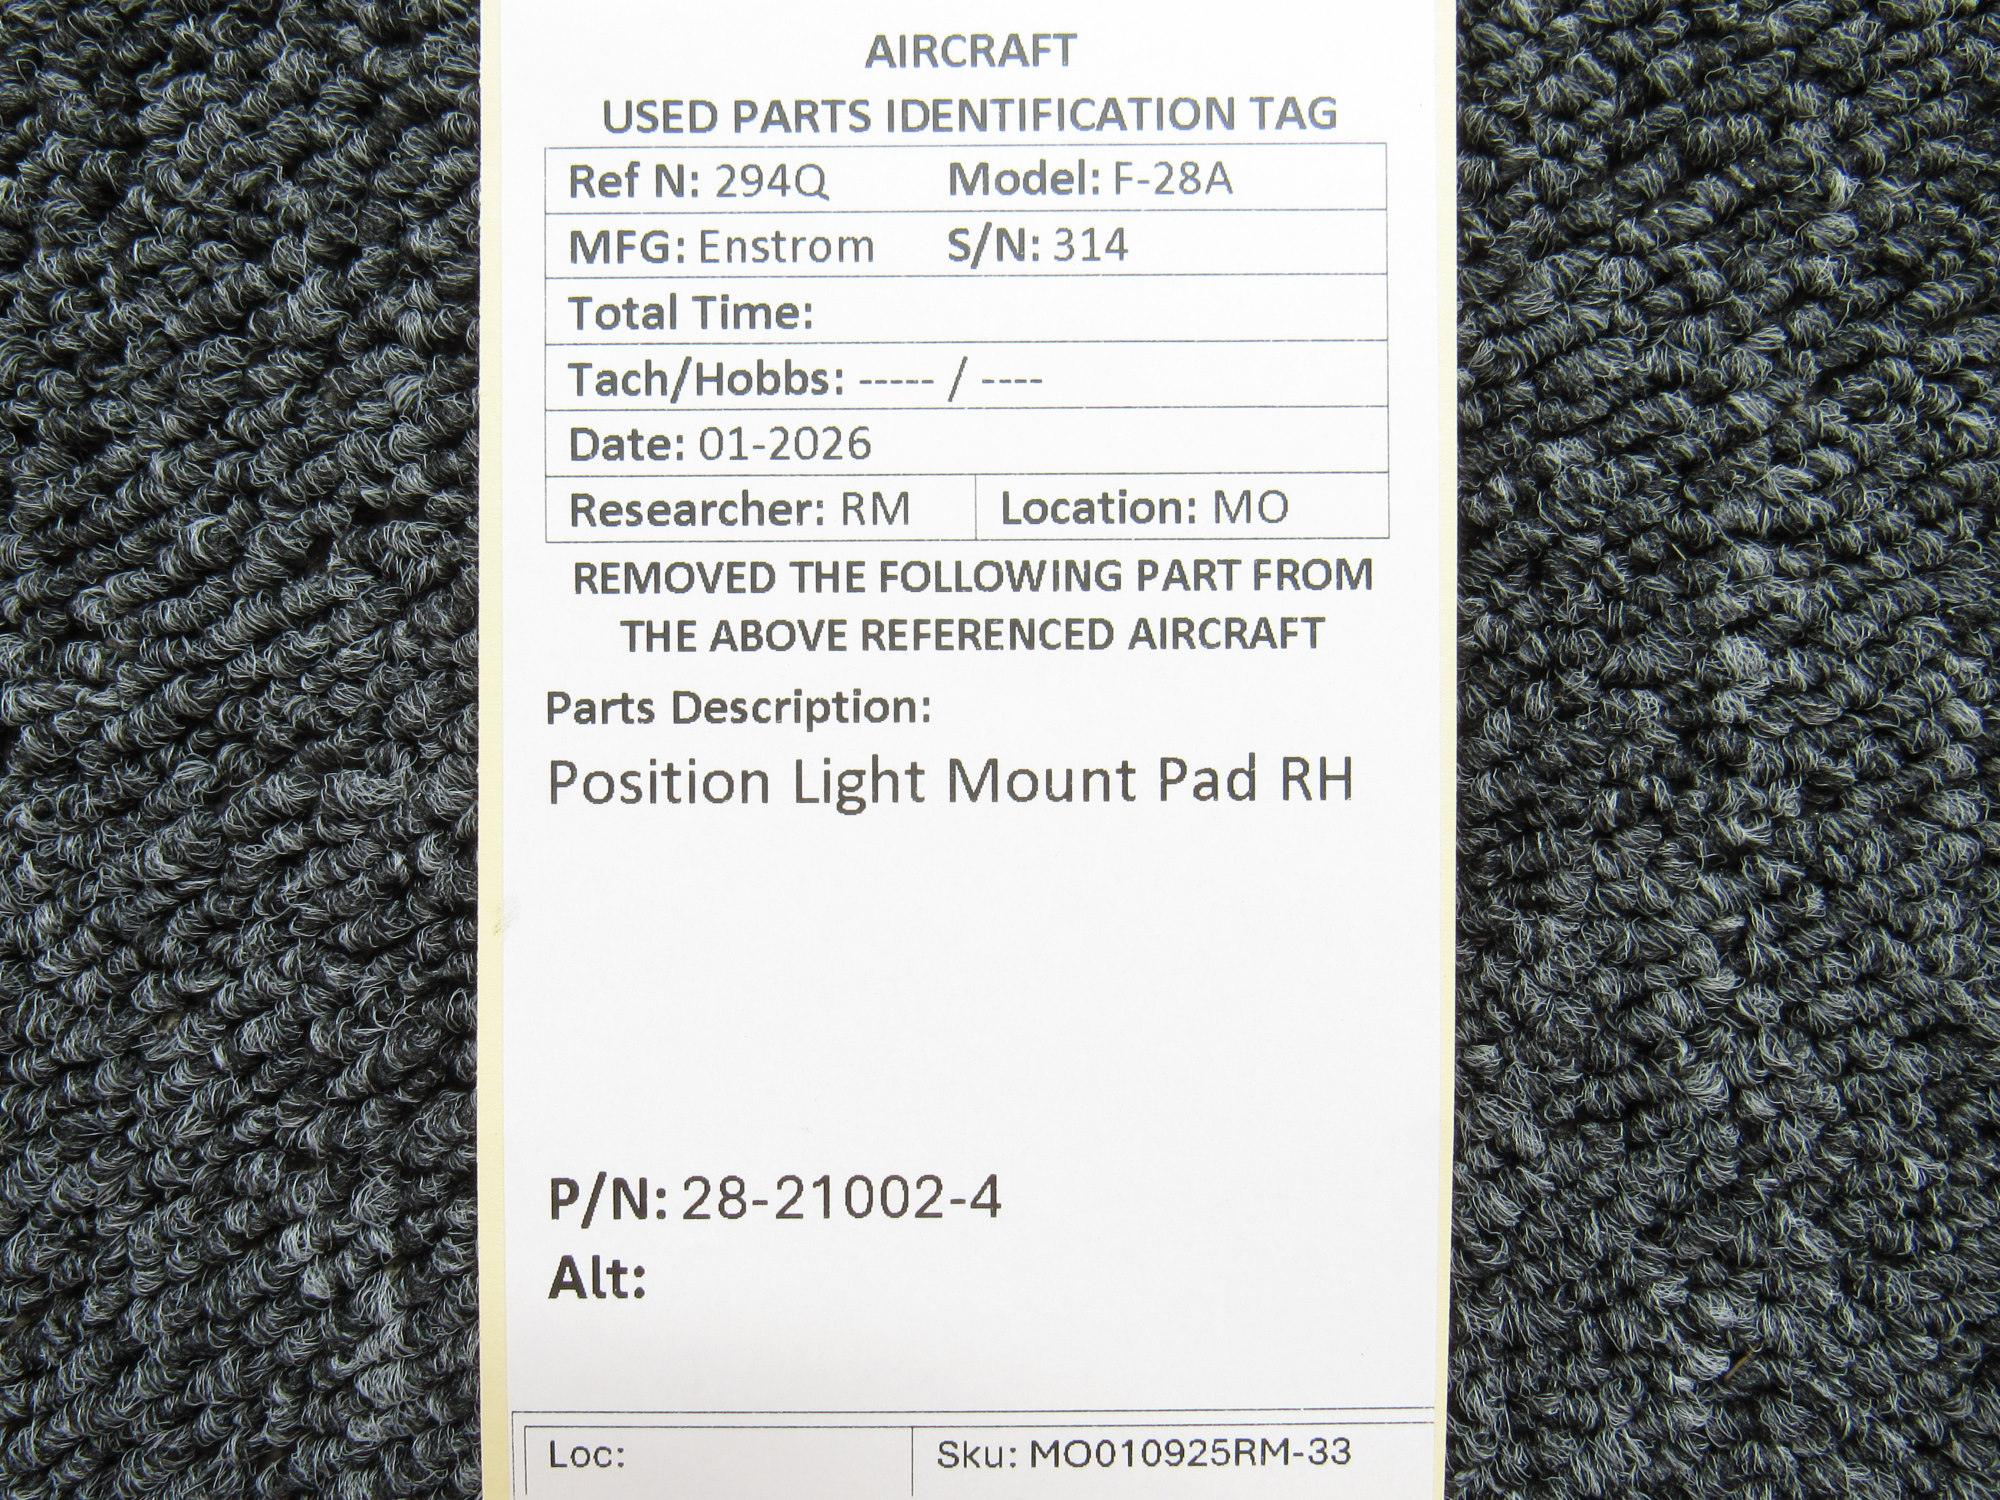 AIRCRAFT
USED PARTS IDENTIFICATION TAG
Ref N: 294Q Model: F-28A
MFG: Enstrom S/N: 314
Total Time:
Tach/Hobbs: ----- / ----
Date: 01-2026
Researcher: RM Location: MO
REMOVED THE FOLLOWING PART FROM
THE ABOVE REFERENCED AIRCRAFT
Parts Description:
Position Light Mount Pad RH
P/N: 28-21002-4
Alt:
Loc: Sku: MO010925RM-33